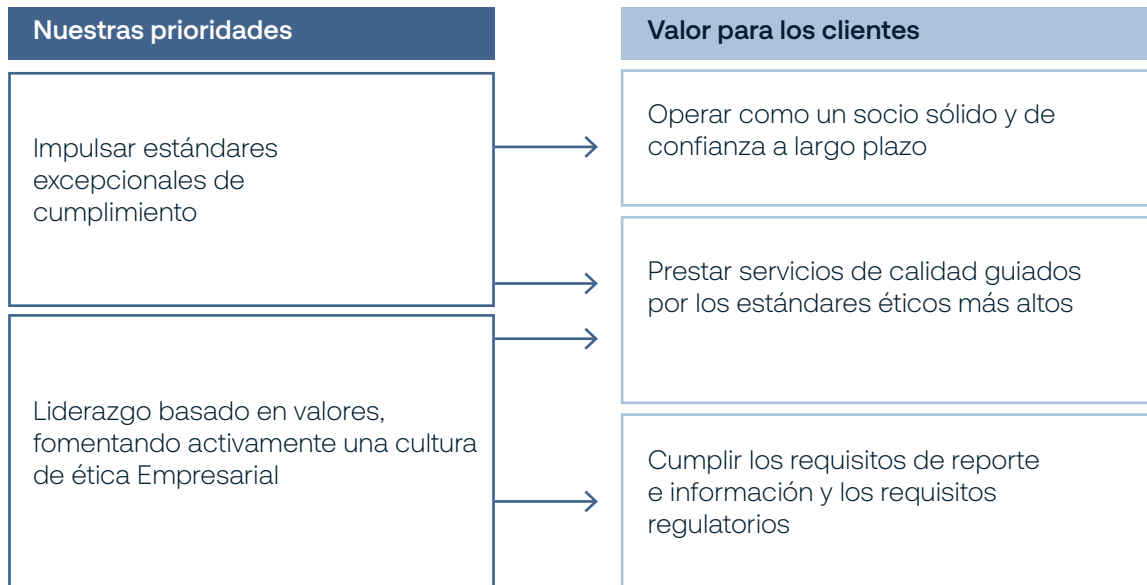 Nuestras prioridades
Valor para los clientes
Impulsar estándares
excepcionales de
cumplimiento
Operar como un socio sólido y de
confianza a largo plazo
Prestar servicios de calidad guiados
por los estándares éticos más altos
Liderazgo basado en valores,
fomentando activamente una cultura
de ética Empresarial
Cumplir los requisitos de reporte
e información y los requisitos
regulatorios